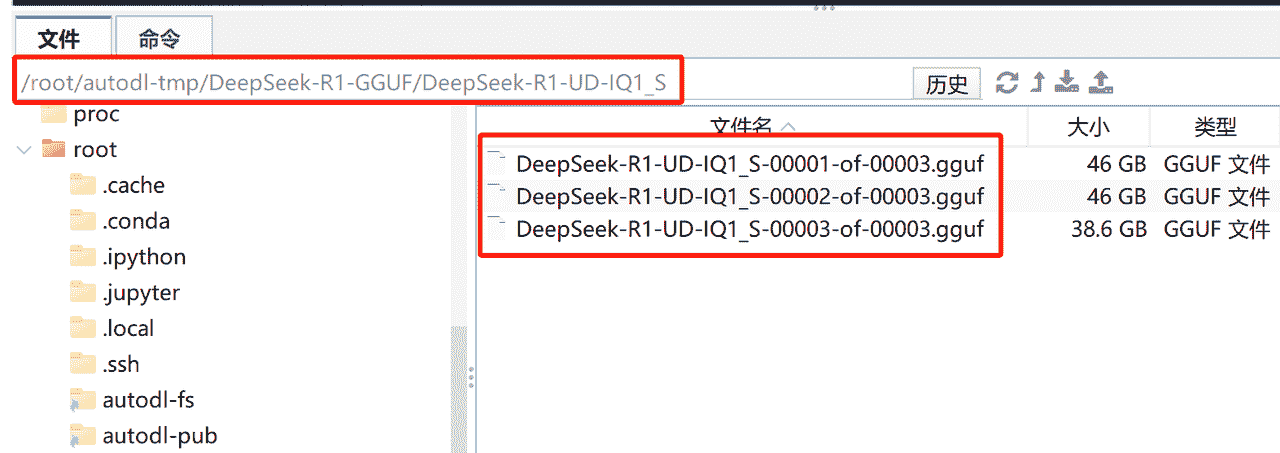 文件 命令
/root/autodl-tmp/DeepSeek-R1-GGUF/DeepSeek-R1-UD-IQ1_S 历史
proc
root
.cache
.conda
.ipython
.jupyter
.local
.ssh
autodl-fs
autodl-pub
文件名 大小 类型
DeepSeek-R1-UD-IQ1_S-00001-of-00003.gguf 46 GB GGUF 文件
DeepSeek-R1-UD-IQ1_S-00002-of-00003.gguf 46 GB GGUF 文件
DeepSeek-R1-UD-IQ1_S-00003-of-00003.gguf 38.6 GB GGUF 文件